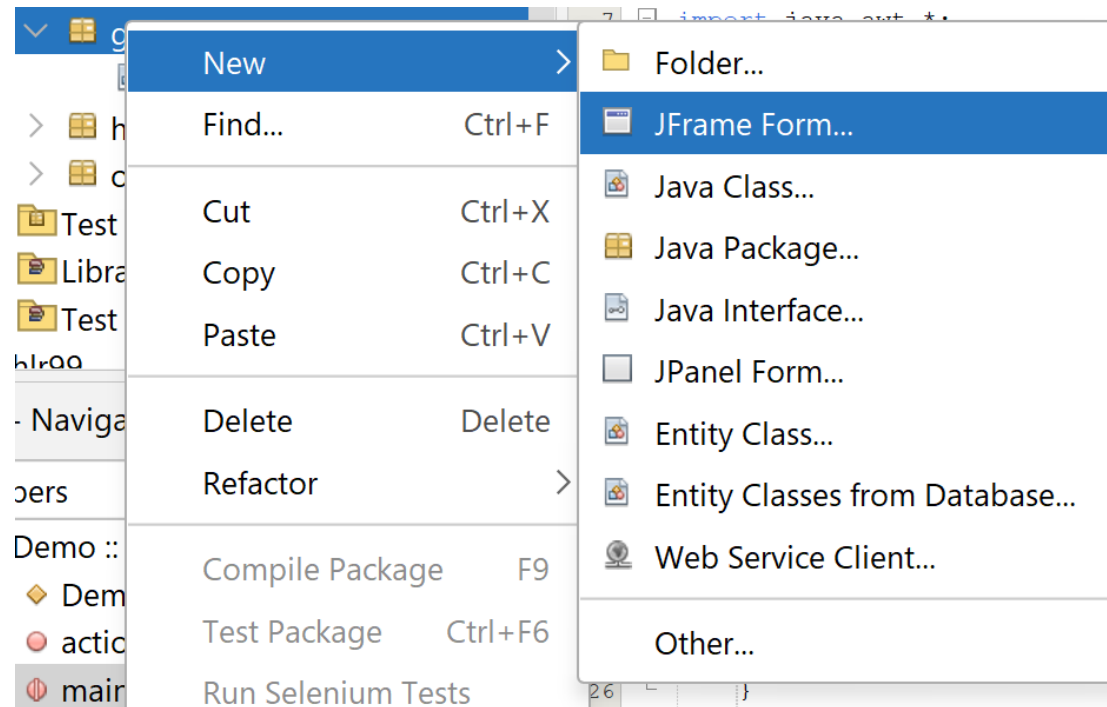 7 import java.awt.*;
g
New
Folder...
Find... Ctrl+F
JFrame Form...
h
Java Class...
Cut Ctrl+X
Test
Java Package...
Copy Ctrl+C
Libra
Java Interface...
Paste Ctrl+V
Test
JPanel Form...
hlr99
- Naviga
Delete Delete
Entity Class...
Refactor
bers
Entity Classes from Database...
Demo ::
Compile Package F9
Web Service Client...
Dem
Test Package Ctrl+F6
actio
Other...
main
Run Selenium Tests
26 }